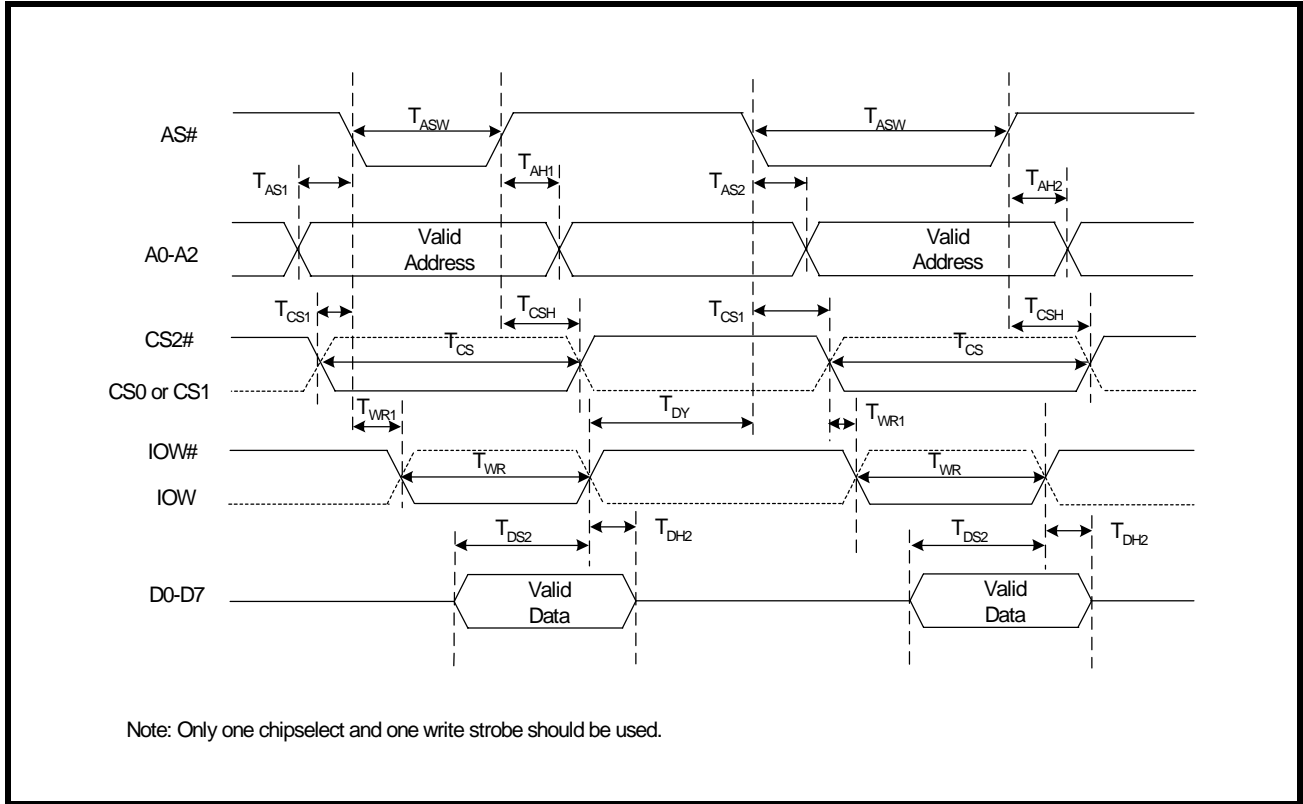 AS#
T_ASW
T_ASW
T_AS1
T_AH1
T_AS2
T_AH2
A0-A2
Valid
Address
Valid
Address
T_CS1
T_CSH
T_CS1
T_CSH
CS2#
T_CS
T_CS
CS0 or CS1
T_WR1
T_DY
T_WR1
IOW#
T_WR
T_WR
IOW
T_DS2
T_DH2
T_DS2
T_DH2
D0-D7
Valid
Data
Valid
Data
Note: Only one chipselect and one write strobe should be used.